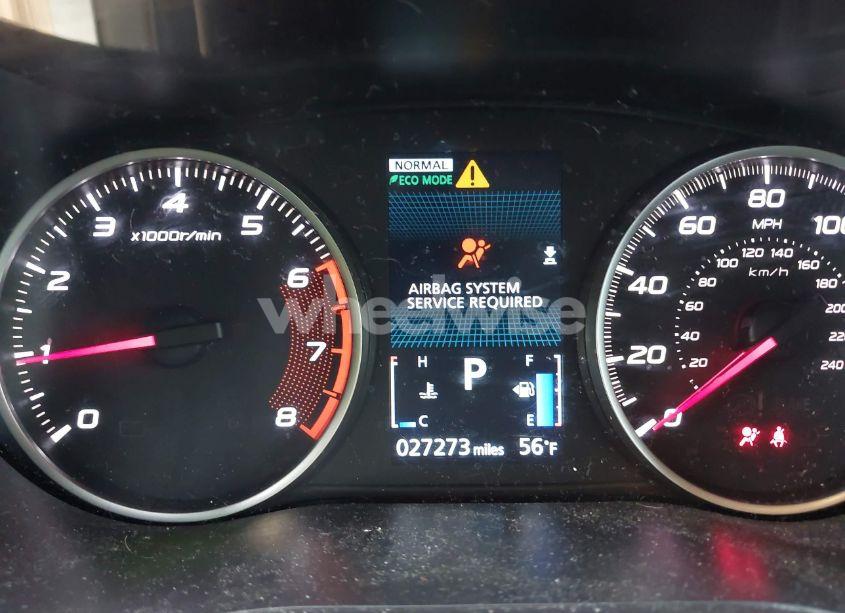 NORMAL
ECO MODE
AIRBAG SYSTEM
SERVICE REQUIRED
wheelwise
H
C
P
F
E
027273 miles
56°F
x1000r/min
0
1
2
3
4
5
6
7
8
MPH
0
20
40
60
80
100
km/h
20
40
60
80
100
120
140
160
180
200
220
240